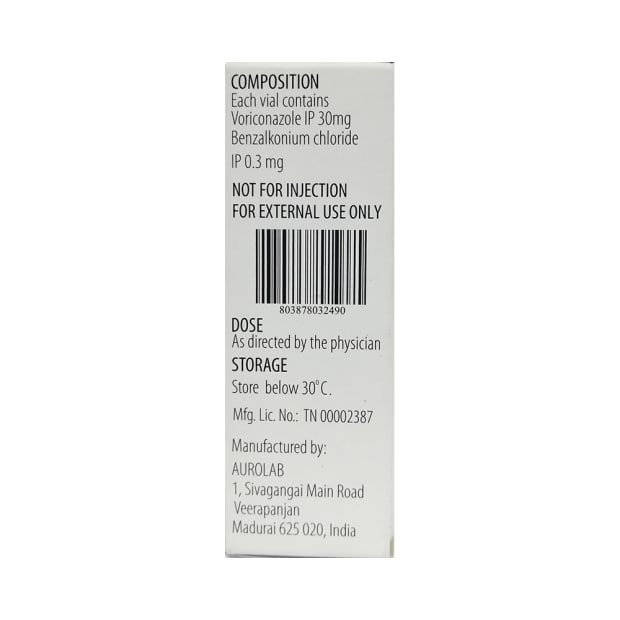 COMPOSITION
Each vial contains
Voriconazole IP 30mg
Benzalkonium chloride
IP 0.3 mg
NOT FOR INJECTION
FOR EXTERNAL USE ONLY
803878032490
DOSE
As directed by the physician
STORAGE
Store below 30°C.
Mfg. Lic. No.: TN 00002387
Manufactured by:
AUROLAB
1, Sivagangai Main Road
Veerapanjan
Madurai 625 020, India